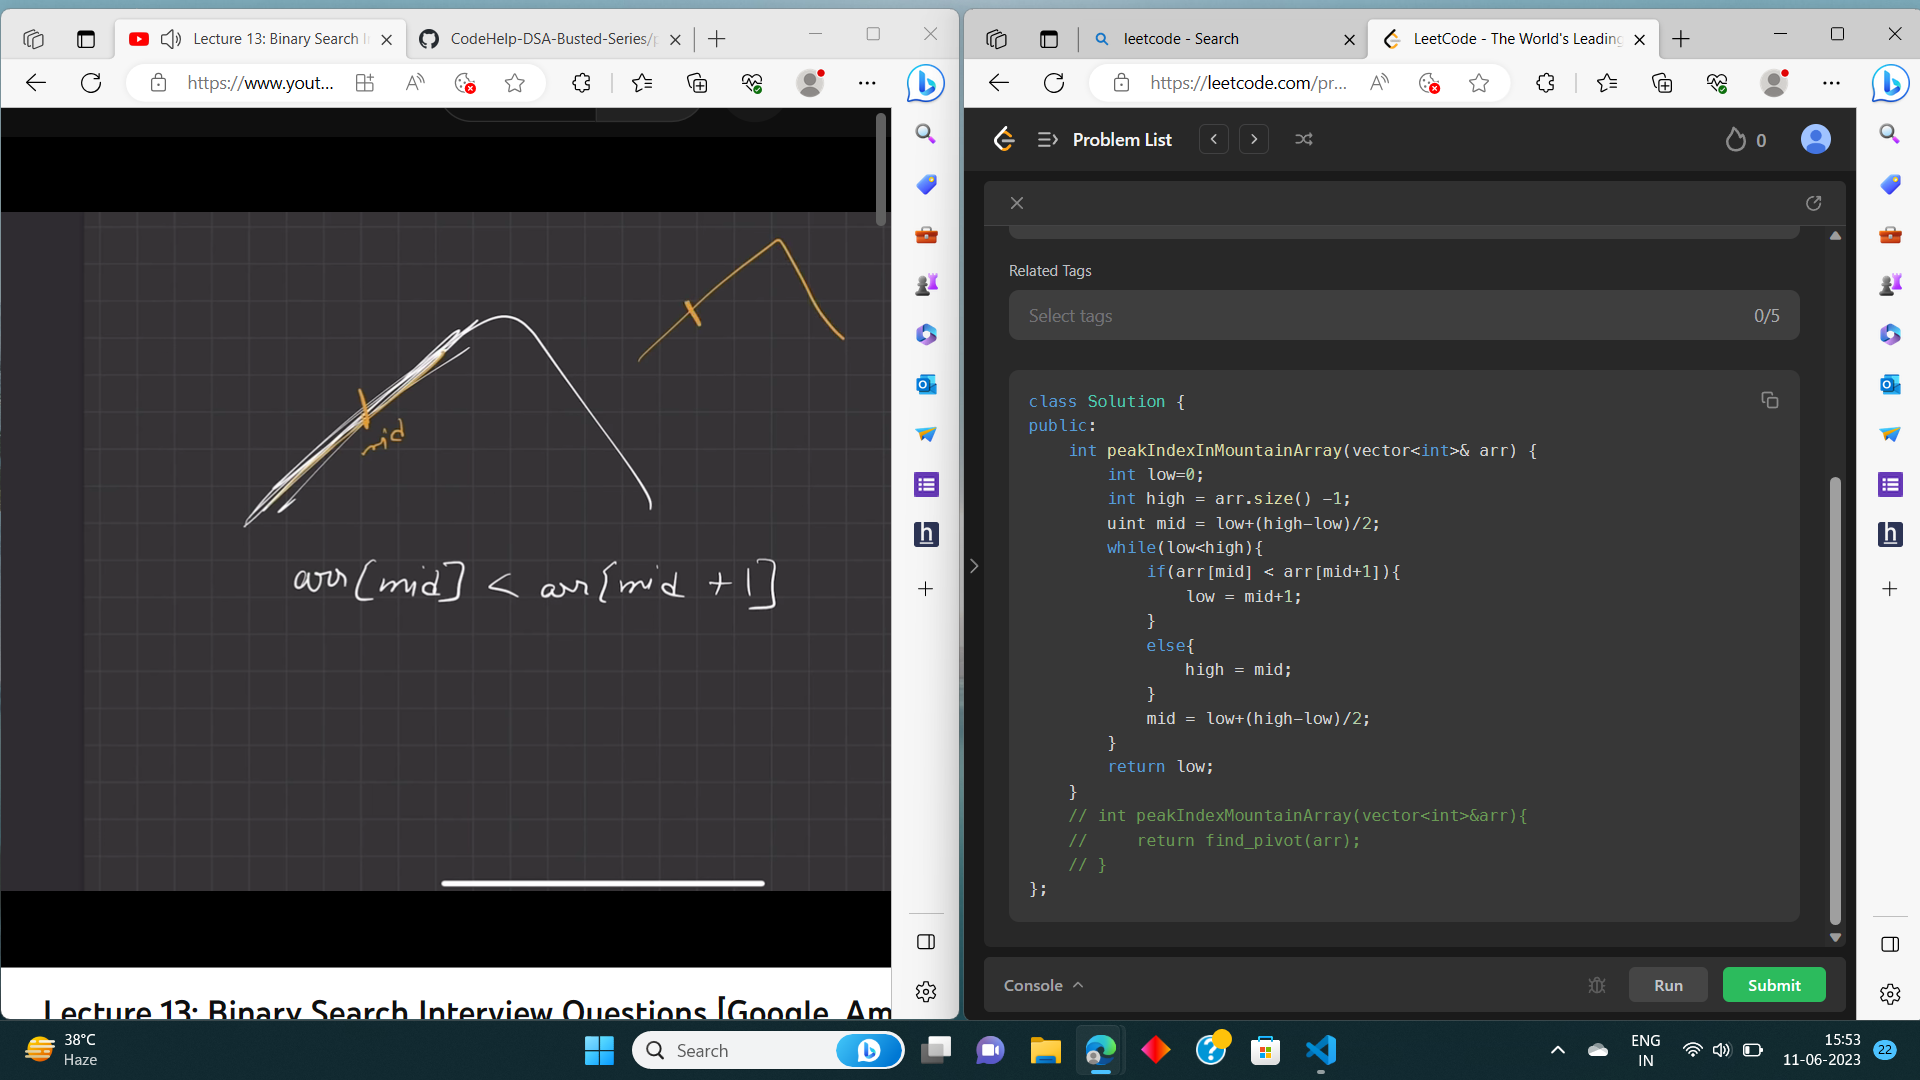 Lecture 13: Binary Search I
CodeHelp-DSA-Busted-Series/p
https://www.yout...
mid
arr[mid] < arr[mid +1]
Lecture 13: Binary Search Interview Questions [Google, Am
leetcode - Search
LeetCode - The World's Leading
https://leetcode.com/pr...
Problem List
0
Related Tags
Select tags
0/5
class Solution {
public:
    int peakIndexInMountainArray(vector<int>& arr) {
        int low=0;
        int high = arr.size() -1;
        uint mid = low+(high-low)/2;
        while(low<high){
            if(arr[mid] < arr[mid+1]){
                low = mid+1;
            }
            else{
                high = mid;
            }
            mid = low+(high-low)/2;
        }
        return low;
    }
    // int peakIndexMountainArray(vector<int>&arr){
    //     return find_pivot(arr);
    // }
};
Console
Run
Submit
38°C
Haze
Search
ENG
IN
15:53
11-06-2023
22